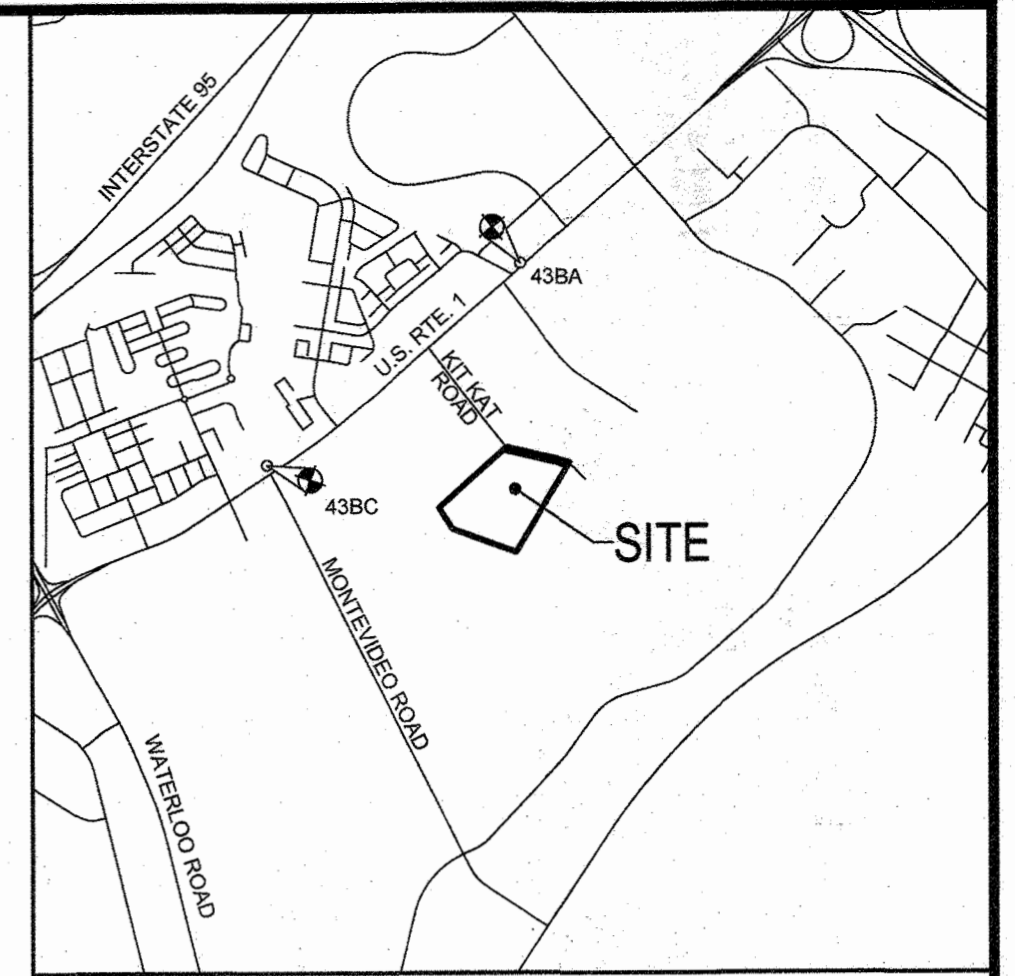 INTERSTATE 95
43BA
U.S. RTE. 1
KIT KAT
ROAD
43BC
SITE
MONTEVIDEO ROAD
WATERLOO ROAD